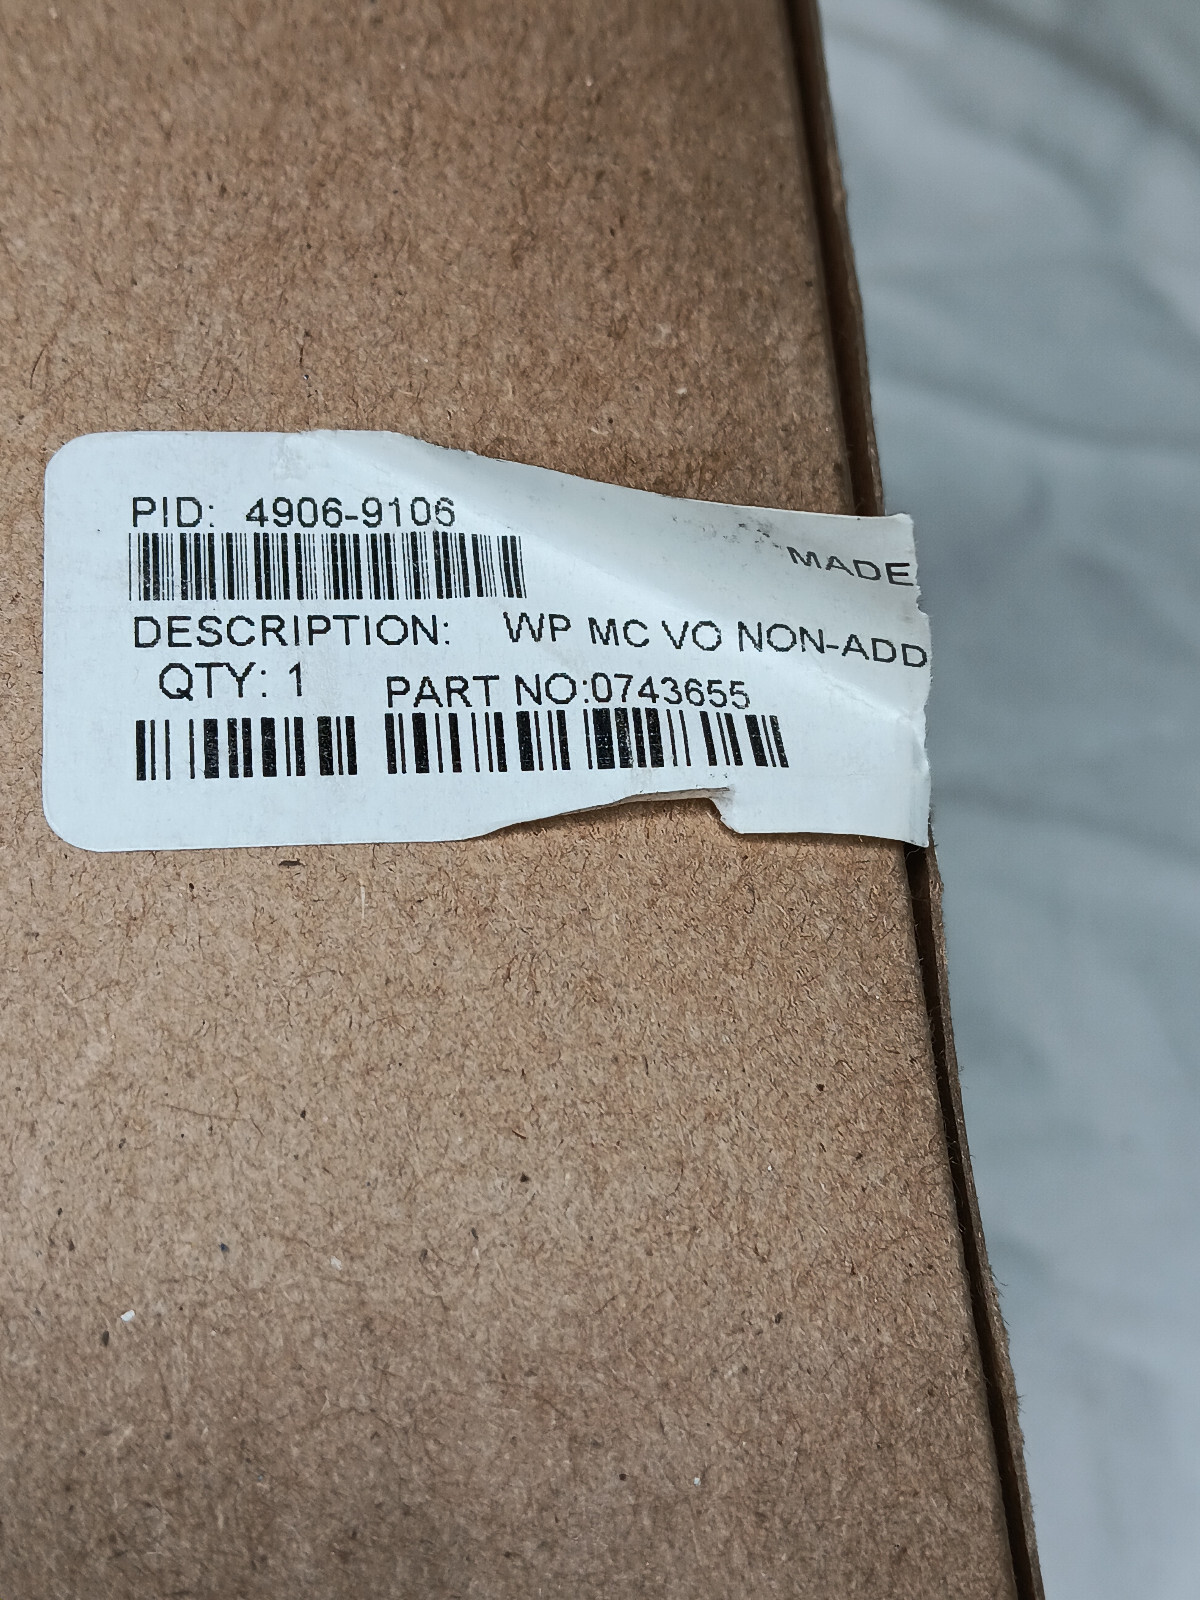 PID: 4906-9106
MADE
DESCRIPTION: WP MC VO NON-ADD
QTY: 1 PART NO:0743655